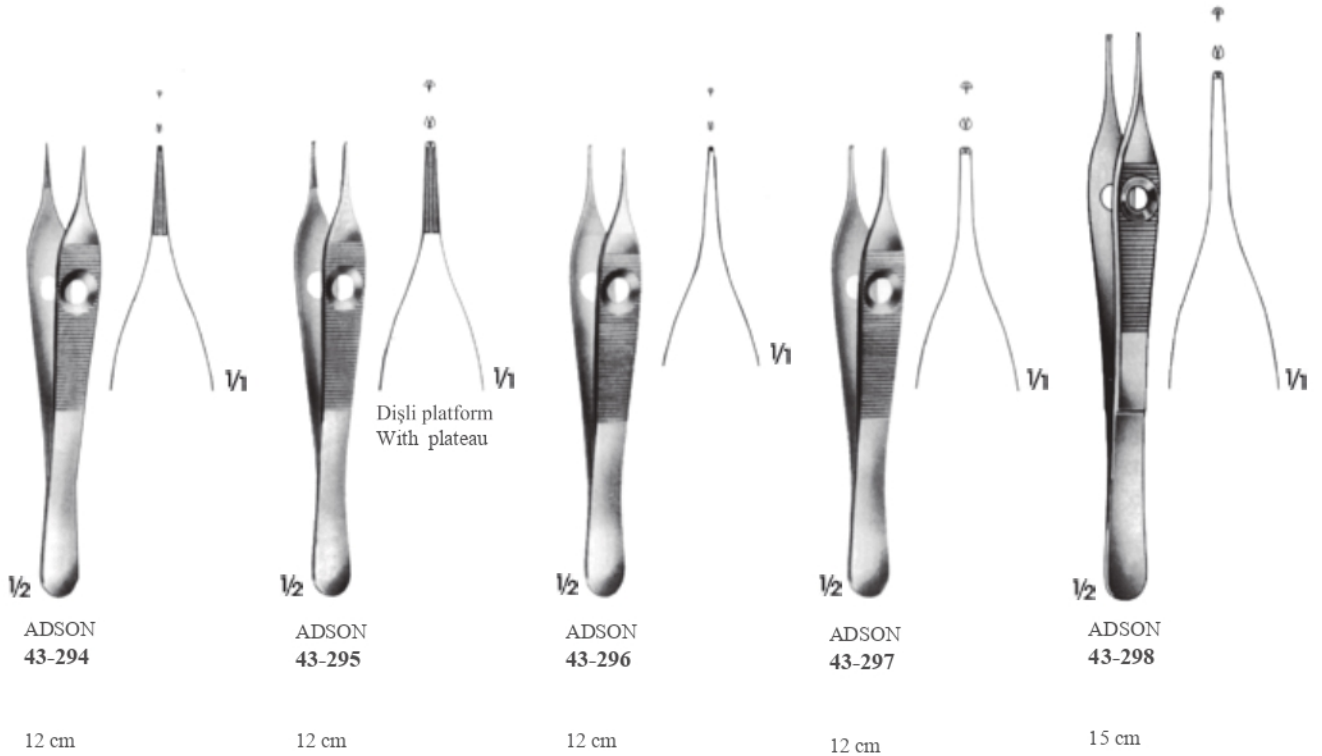 1/1
1/1
1/1
1/1
1/1
Dişli platform
With plateau
1/2
1/2
1/2
1/2
1/2
ADSON
43-294
12 cm
ADSON
43-295
12 cm
ADSON
43-296
12 cm
ADSON
43-297
12 cm
ADSON
43-298
15 cm